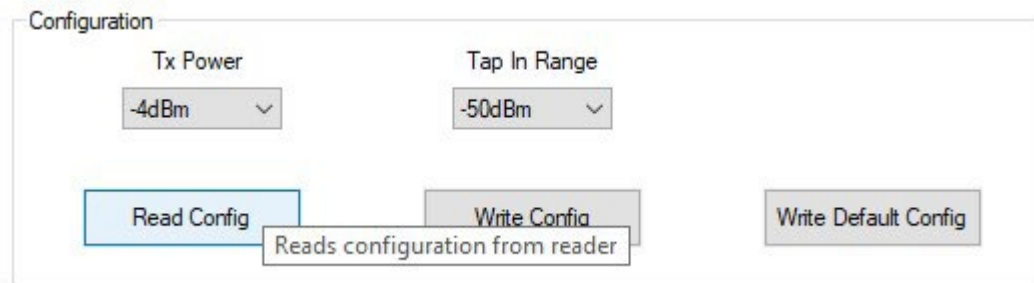 Configuration
Tx Power
Tap In Range
-4dBm
-50dBm
Read Config
Write Config
Write Default Config
Reads configuration from reader